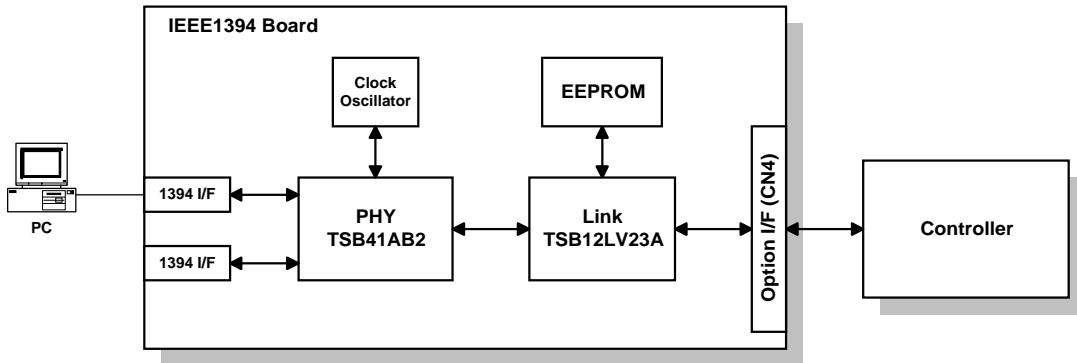 IEEE1394 Board
Clock
Oscillator
EEPROM
PC
1394 I/F
1394 I/F
PHY
TSB41AB2
Link
TSB12LV23A
Option I/F (CN4)
Controller